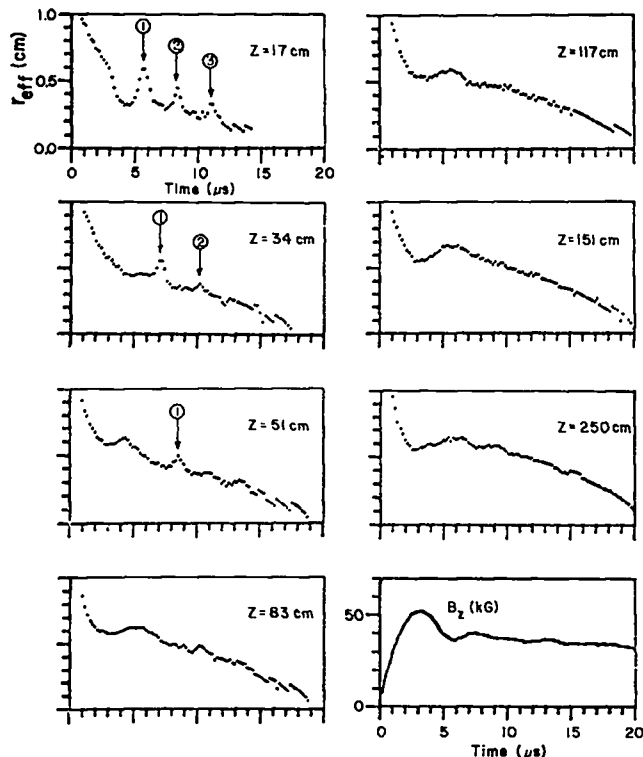 1.0
0.5
0.0
r eff (cm)
① ② ③
Z = 17 cm
0 5 10 15 20
Time (μs)
① ②
Z = 34 cm
①
Z = 51 cm
Z = 83 cm
Z = 117 cm
Z = 151 cm
Z = 250 cm
50
0
B z (kG)
0 5 10 15 20
Time (μs)